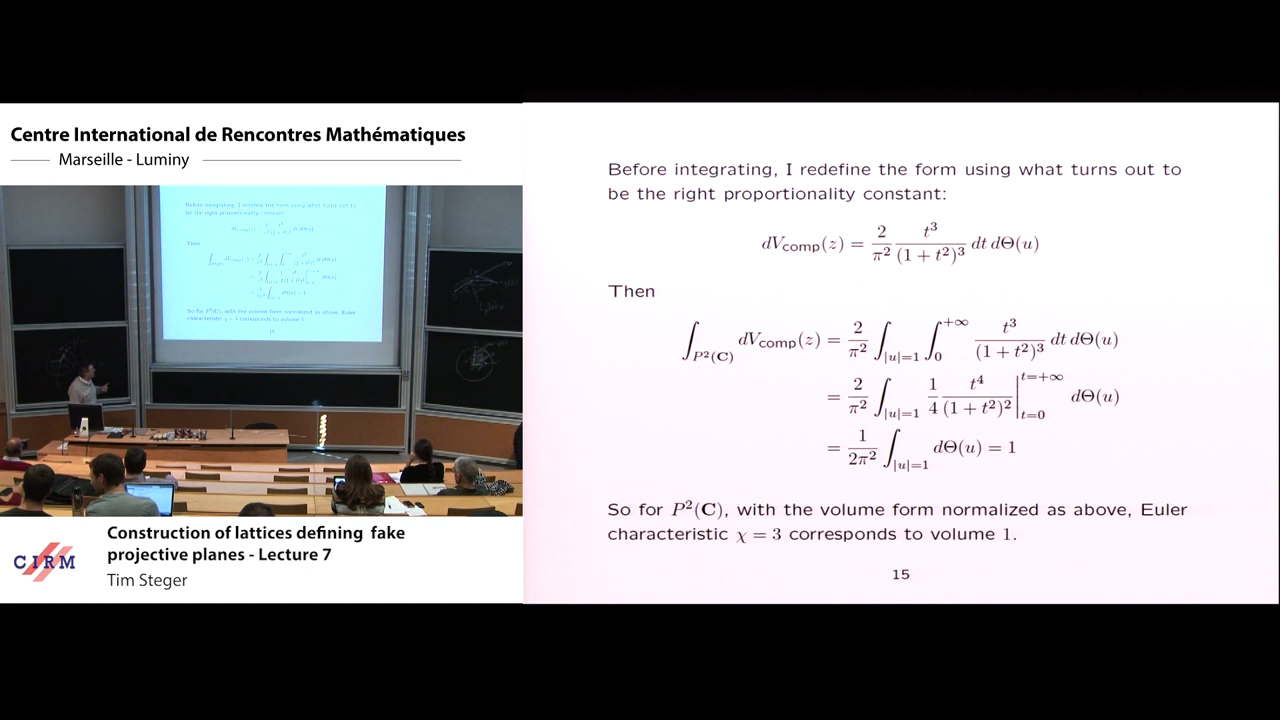 Centre International de Rencontres Mathématiques
Marseille - Luminy
Before integrating, I redefine the form using what turns out to
be the right proportionality constant:
dV_comp(z) = 2/π² t³/(1 + t²)³ dt dΘ(u)
Then
∫_{P²(C)} dV_comp(z) = 2/π² ∫_{|u|=1} ∫_0^{+∞} t³/(1 + t²)³ dt dΘ(u)
= 2/π² ∫_{|u|=1} 1/4 t⁴/(1 + t²)² |_{t=0}^{t=+∞} dΘ(u)
= 1/2π² ∫_{|u|=1} dΘ(u) = 1
So for P²(C), with the volume form normalized as above, Euler
characteristic χ = 3 corresponds to volume 1.
15
CIRM
Construction of lattices defining fake
projective planes - Lecture 7
Tim Steger